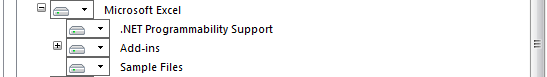 Microsoft Excel
.NET Programmability Support
Add-ins
Sample Files